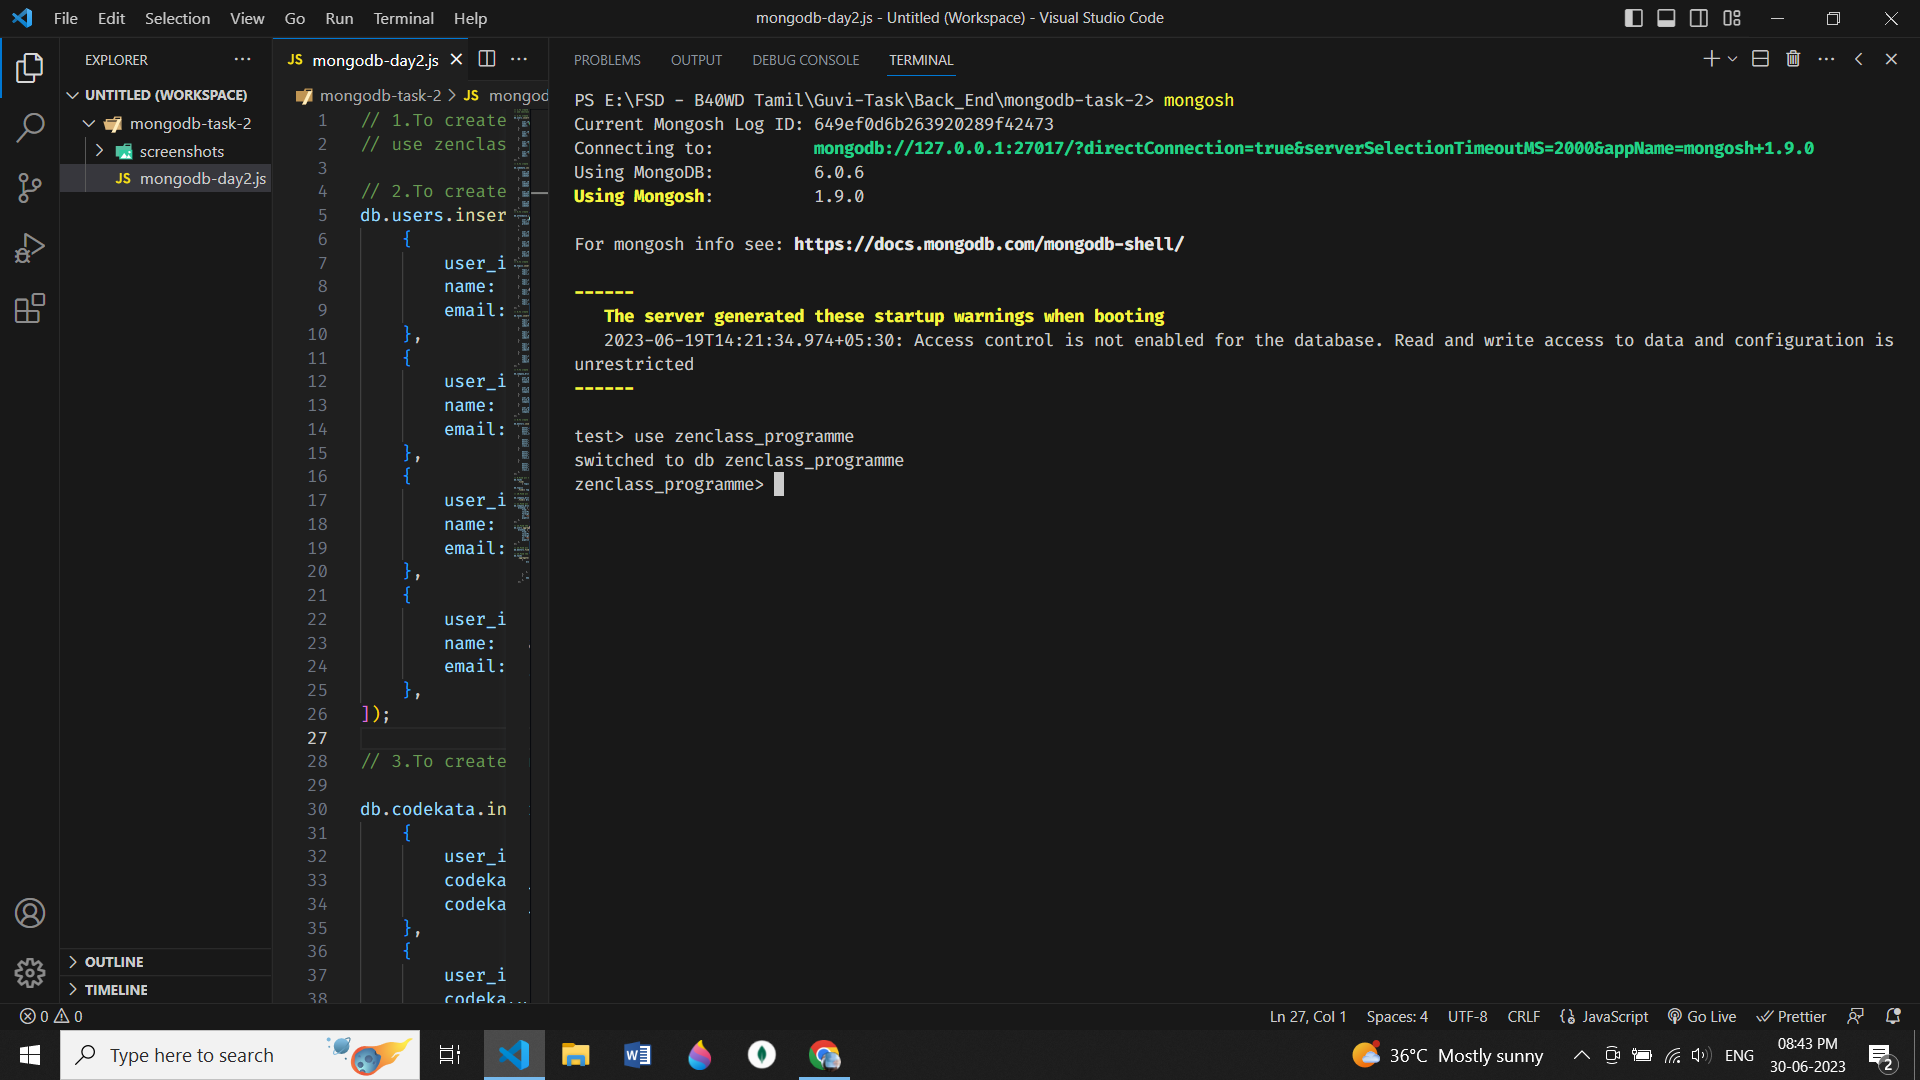 File Edit Selection View Go Run Terminal Help
mongodb-day2.js - Untitled (Workspace) - Visual Studio Code
EXPLORER
UNTITLED (WORKSPACE)
mongodb-task-2
screenshots
JS mongodb-day2.js
OUTLINE
TIMELINE
JS mongodb-day2.js
mongodb-task-2 > JS mongod
1 // 1.To create
2 // use zenclas
3
4 // 2.To create
5 db.users.inser
6 {
7 user_i
8 name:
9 email:
10 },
11 {
12 user_i
13 name:
14 email:
15 },
16 {
17 user_i
18 name:
19 email:
20 },
21 {
22 user_i
23 name:
24 email:
25 },
26 ]);
27
28 // 3.To create
29
30 db.codekata.in
31 {
32 user_i
33 codeka
34 codeka
35 },
36 {
37 user_i
38 codeka...
PROBLEMS OUTPUT DEBUG CONSOLE TERMINAL
PS E:\FSD - B40WD Tamil\Guvi-Task\Back_End\mongodb-task-2> mongosh
Current Mongosh Log ID: 649ef0d6b263920289f42473
Connecting to: mongodb://127.0.0.1:27017/?directConnection=true&serverSelectionTimeoutMS=2000&appName=mongosh+1.9.0
Using MongoDB: 6.0.6
Using Mongosh: 1.9.0
For mongosh info see: https://docs.mongodb.com/mongodb-shell/
------
The server generated these startup warnings when booting
2023-06-19T14:21:34.974+05:30: Access control is not enabled for the database. Read and write access to data and configuration is
unrestricted
------
test> use zenclass_programme
switched to db zenclass_programme
zenclass_programme>
0 0
Ln 27, Col 1 Spaces: 4 UTF-8 CRLF {} JavaScript Go Live Prettier
Type here to search
36°C Mostly sunny
ENG
08:43 PM
30-06-2023
2